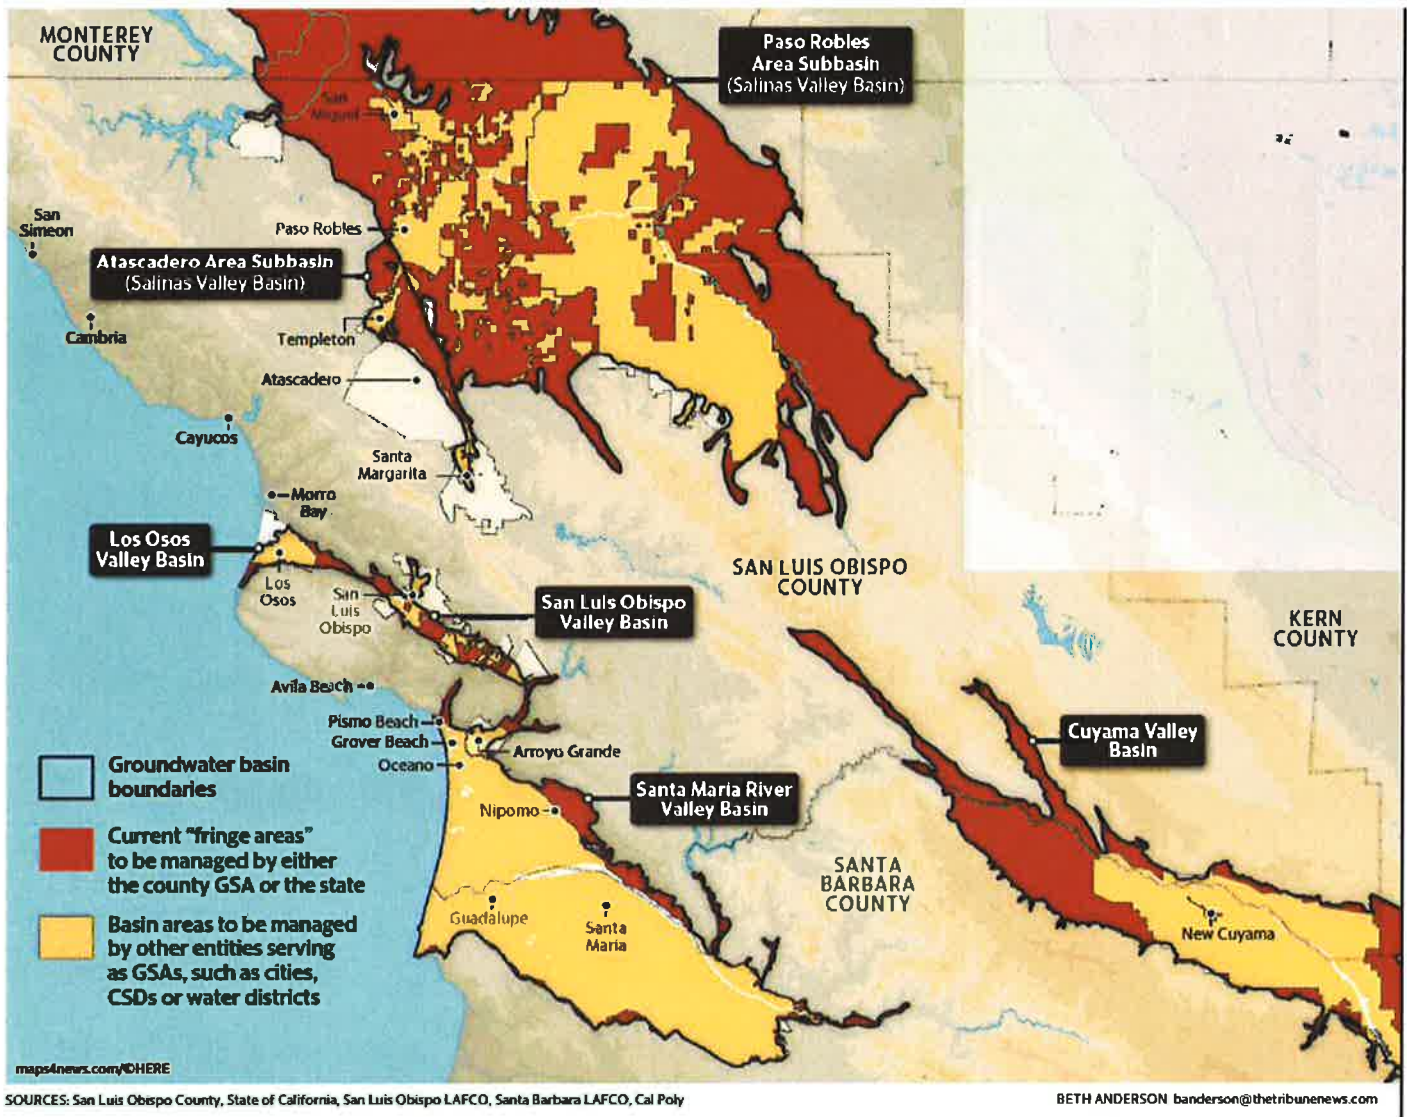 MONTEREY
COUNTY
Paso Robles
Area Subbasin
(Salinas Valley Basin)
San
Miguel
San
Simeon
Paso Robles
Atascadero Area Subbasin
(Salinas Valley Basin)
Cambria
Templeton
Atascadero
Cayucos
Santa
Margarita
Morro
Bay
Los Osos
Valley Basin
Los
Osos
San
Luis
Obispo
San Luis Obispo
Valley Basin
SAN LUIS OBISPO
COUNTY
KERN
COUNTY
Avila Beach
Pismo Beach
Grover Beach
Oceano
Arroyo Grande
Cuyama Valley
Basin
Santa Maria River
Valley Basin
Nipomo
Groundwater basin
boundaries
Current "fringe areas"
to be managed by either
the county GSA or the state
Basin areas to be managed
by other entities serving
as GSAs, such as cities,
CSDs or water districts
SANTA
BARBARA
COUNTY
Guadalupe
Santa
Maria
New Cuyama
maps4news.com/©HERE
SOURCES: San Luis Obispo County, State of California, San Luis Obispo LAFCO, Santa Barbara LAFCO, Cal Poly
BETH ANDERSON banderson@thetribunenews.com